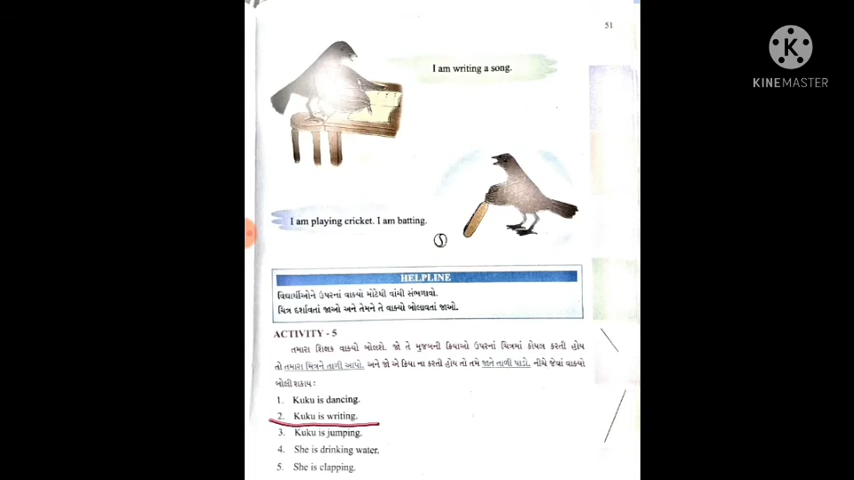 51
I am writing a song.
K
KINEMASTER
I am playing cricket. I am batting.
HELPLINE
વિદ્યાર્થીઓને ઉપરનાં વાક્યો મોટેથી વાંચી સંભળાવો.
ચિત્ર દર્શાવતાં જાઓ અને તેમને તે વાક્યો બોલાવતાં જાઓ.
ACTIVITY - 5
તમારા શિક્ષક વાક્યો બોલશે. જો તે મુજબની ક્રિયાઓ ઉપરનાં ચિત્રમાં કોયલ કરતી હોય
તો તમારા મિત્રને તાળી આપો. અને જો એ ક્રિયા ના કરતી હોય તો તમે જાતે તાળી પાડો. નીચે જેવાં વાક્યો
બોલી શકાય :
1. Kuku is dancing.
2. Kuku is writing.
3. Kuku is jumping.
4. She is drinking water.
5. She is clapping.